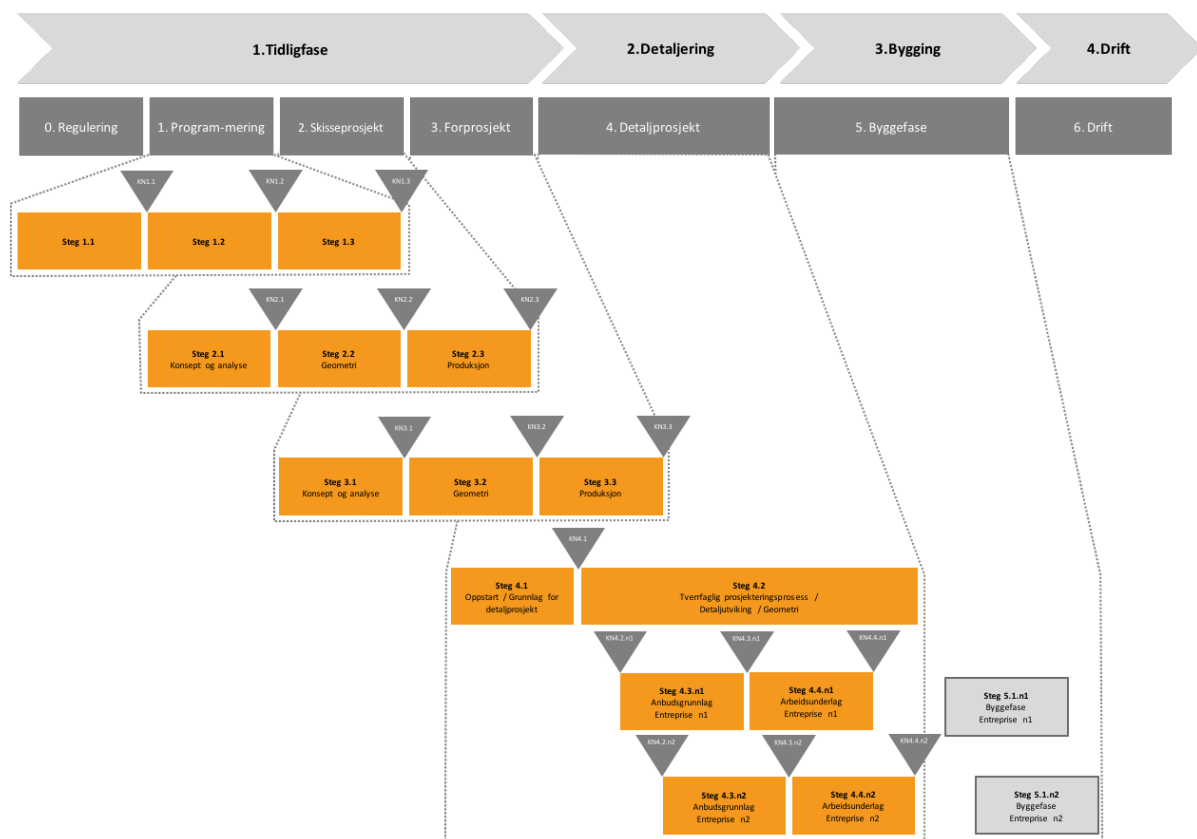 1.Tidligfase
2.Detaljering
3.Bygging
4.Drift
0. Regulering
1. Program-mering
2. Skisseprosjekt
3. Forprosjekt
4. Detaljprosjekt
5. Byggefase
6. Drift
KN1.1
KN1.2
KN1.3
Steg 1.1
Steg 1.2
Steg 1.3
KN2.1
KN2.2
KN2.3
Steg 2.1
Konsept og analyse
Steg 2.2
Geometri
Steg 2.3
Produksjon
KN3.1
KN3.2
KN3.3
Steg 3.1
Konsept og analyse
Steg 3.2
Geometri
Steg 3.3
Produksjon
KN4.1
Steg 4.1
Oppstart / Grunnlag for
detaljprosjekt
Steg 4.2
Tverrfaglig prosjekteringsprosess /
Detaljutviking / Geometri
KN4.2.n1
KN4.3.n1
KN4.4.n1
Steg 4.3.n1
Anbudsgrunnlag
Entreprise n1
Steg 4.4.n1
Arbeidsunderlag
Entreprise n1
Steg 5.1.n1
Byggefase
Entreprise n1
KN4.2.n2
KN4.3.n2
KN4.4.n2
Steg 4.3.n2
Anbudsgrunnlag
Entreprise n2
Steg 4.4.n2
Arbeidsunderlag
Entreprise n2
Steg 5.1.n2
Byggefase
Entreprise n2